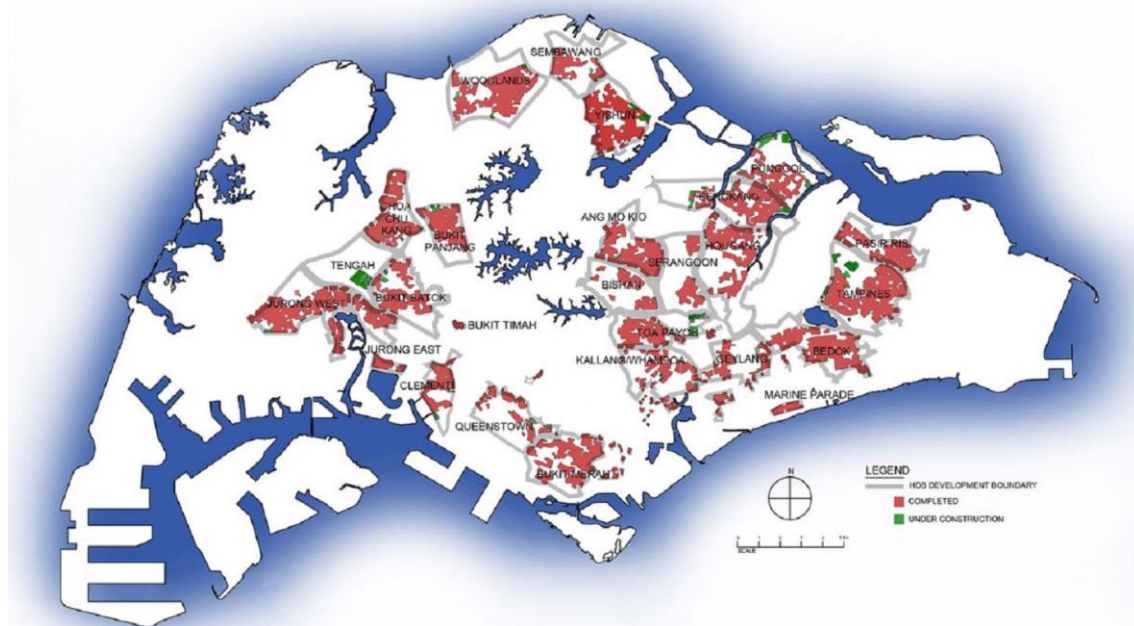 SEMBAWANG
WOODLANDS
YISHUN
PUNGGOL
SENGKANG
CHOA
CHU
KANG
BUKIT
PANJANG
ANG MO KIO
HOUGANG
PASIR RIS
SERANGOON
TENGAH
BISHAN
TAMPINES
JURONG WEST
BUKIT BATOK
BUKIT TIMAH
TOA PAYOH
JURONG EAST
KALLANG/WHAMPOA
GEYLANG
BEDOK
CLEMENTI
MARINE PARADE
QUEENSTOWN
BUKIT MERAH
N
LEGEND
HDB DEVELOPMENT BOUNDARY
COMPLETED
UNDER CONSTRUCTION
SCALE